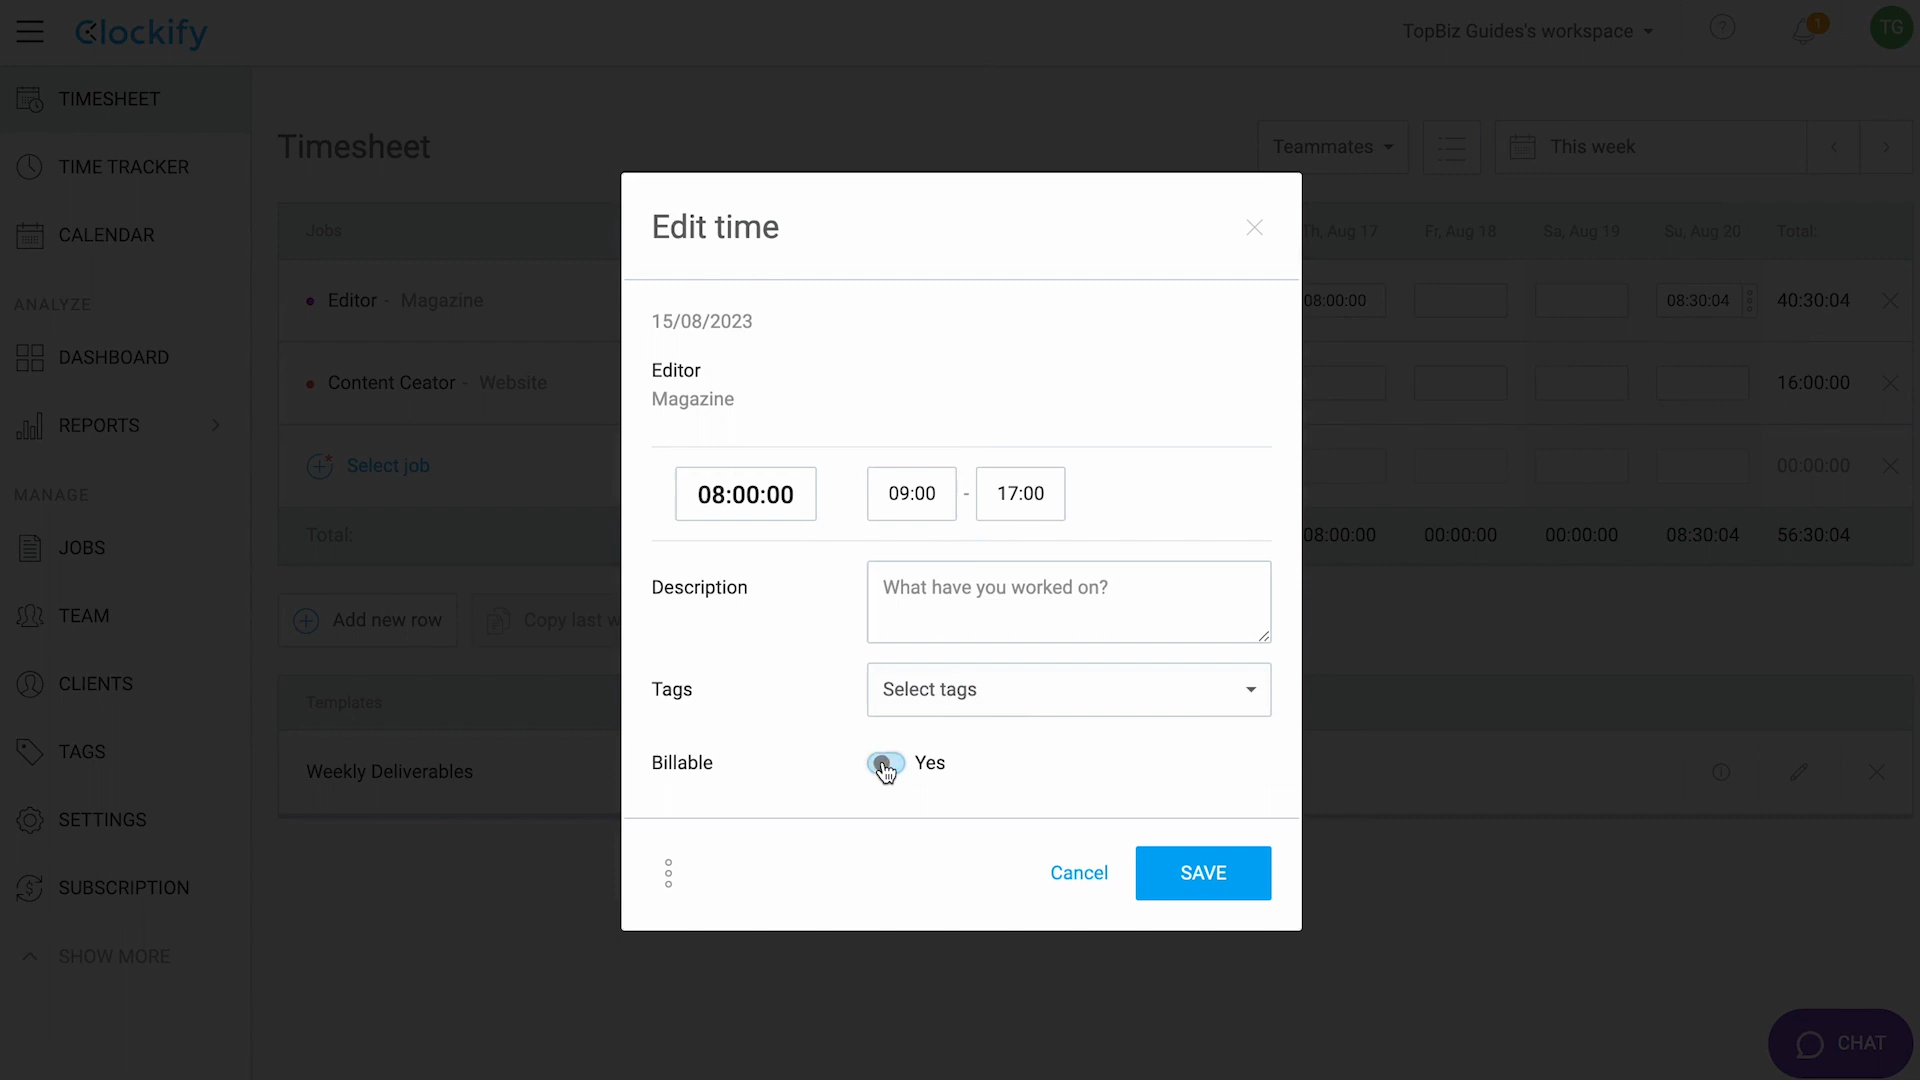 Clockify
TopBiz Guides's workspace
1
TG
TIMESHEET
TIME TRACKER
CALENDAR
ANALYZE
DASHBOARD
REPORTS
MANAGE
JOBS
TEAM
CLIENTS
TAGS
SETTINGS
SUBSCRIPTION
SHOW MORE
Timesheet
Teammates
This week
Jobs
Th, Aug 17
Fr, Aug 18
Sa, Aug 19
Su, Aug 20
Total:
Editor - Magazine
08:00:00
08:30:04
40:30:04
Content Ceator - Website
16:00:00
Select job
00:00:00
Total:
08:00:00
00:00:00
00:00:00
08:30:04
56:30:04
Add new row
Copy last w
Templates
Weekly Deliverables
Edit time
15/08/2023
Editor
Magazine
08:00:00
09:00 - 17:00
Description
What have you worked on?
Tags
Select tags
Billable
Yes
Cancel
SAVE
CHAT